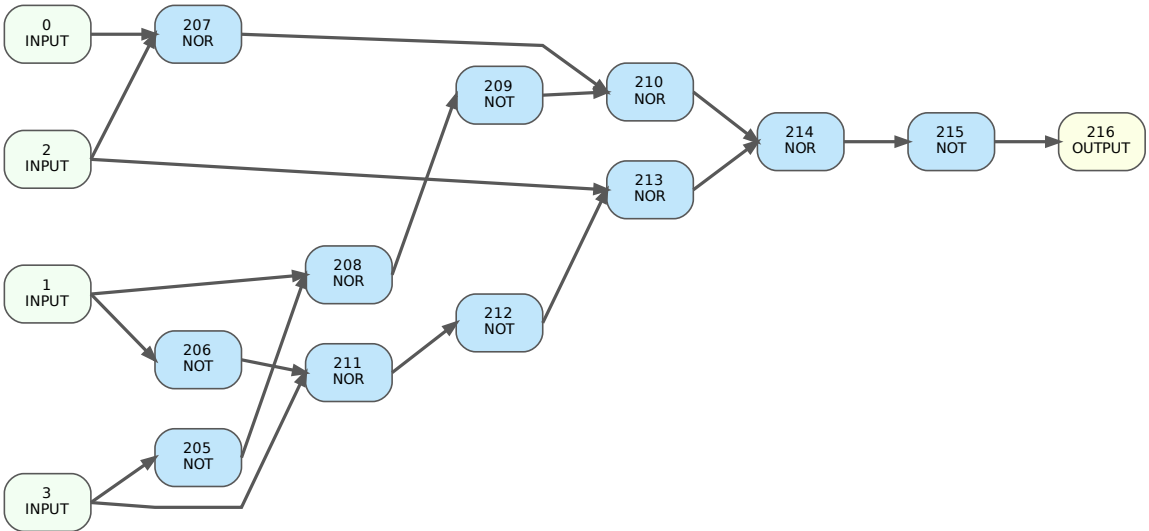 0
INPUT
207
NOR
209
NOT
210
NOR
2
INPUT
214
NOR
215
NOT
216
OUTPUT
213
NOR
208
NOR
1
INPUT
212
NOT
206
NOT
211
NOR
205
NOT
3
INPUT